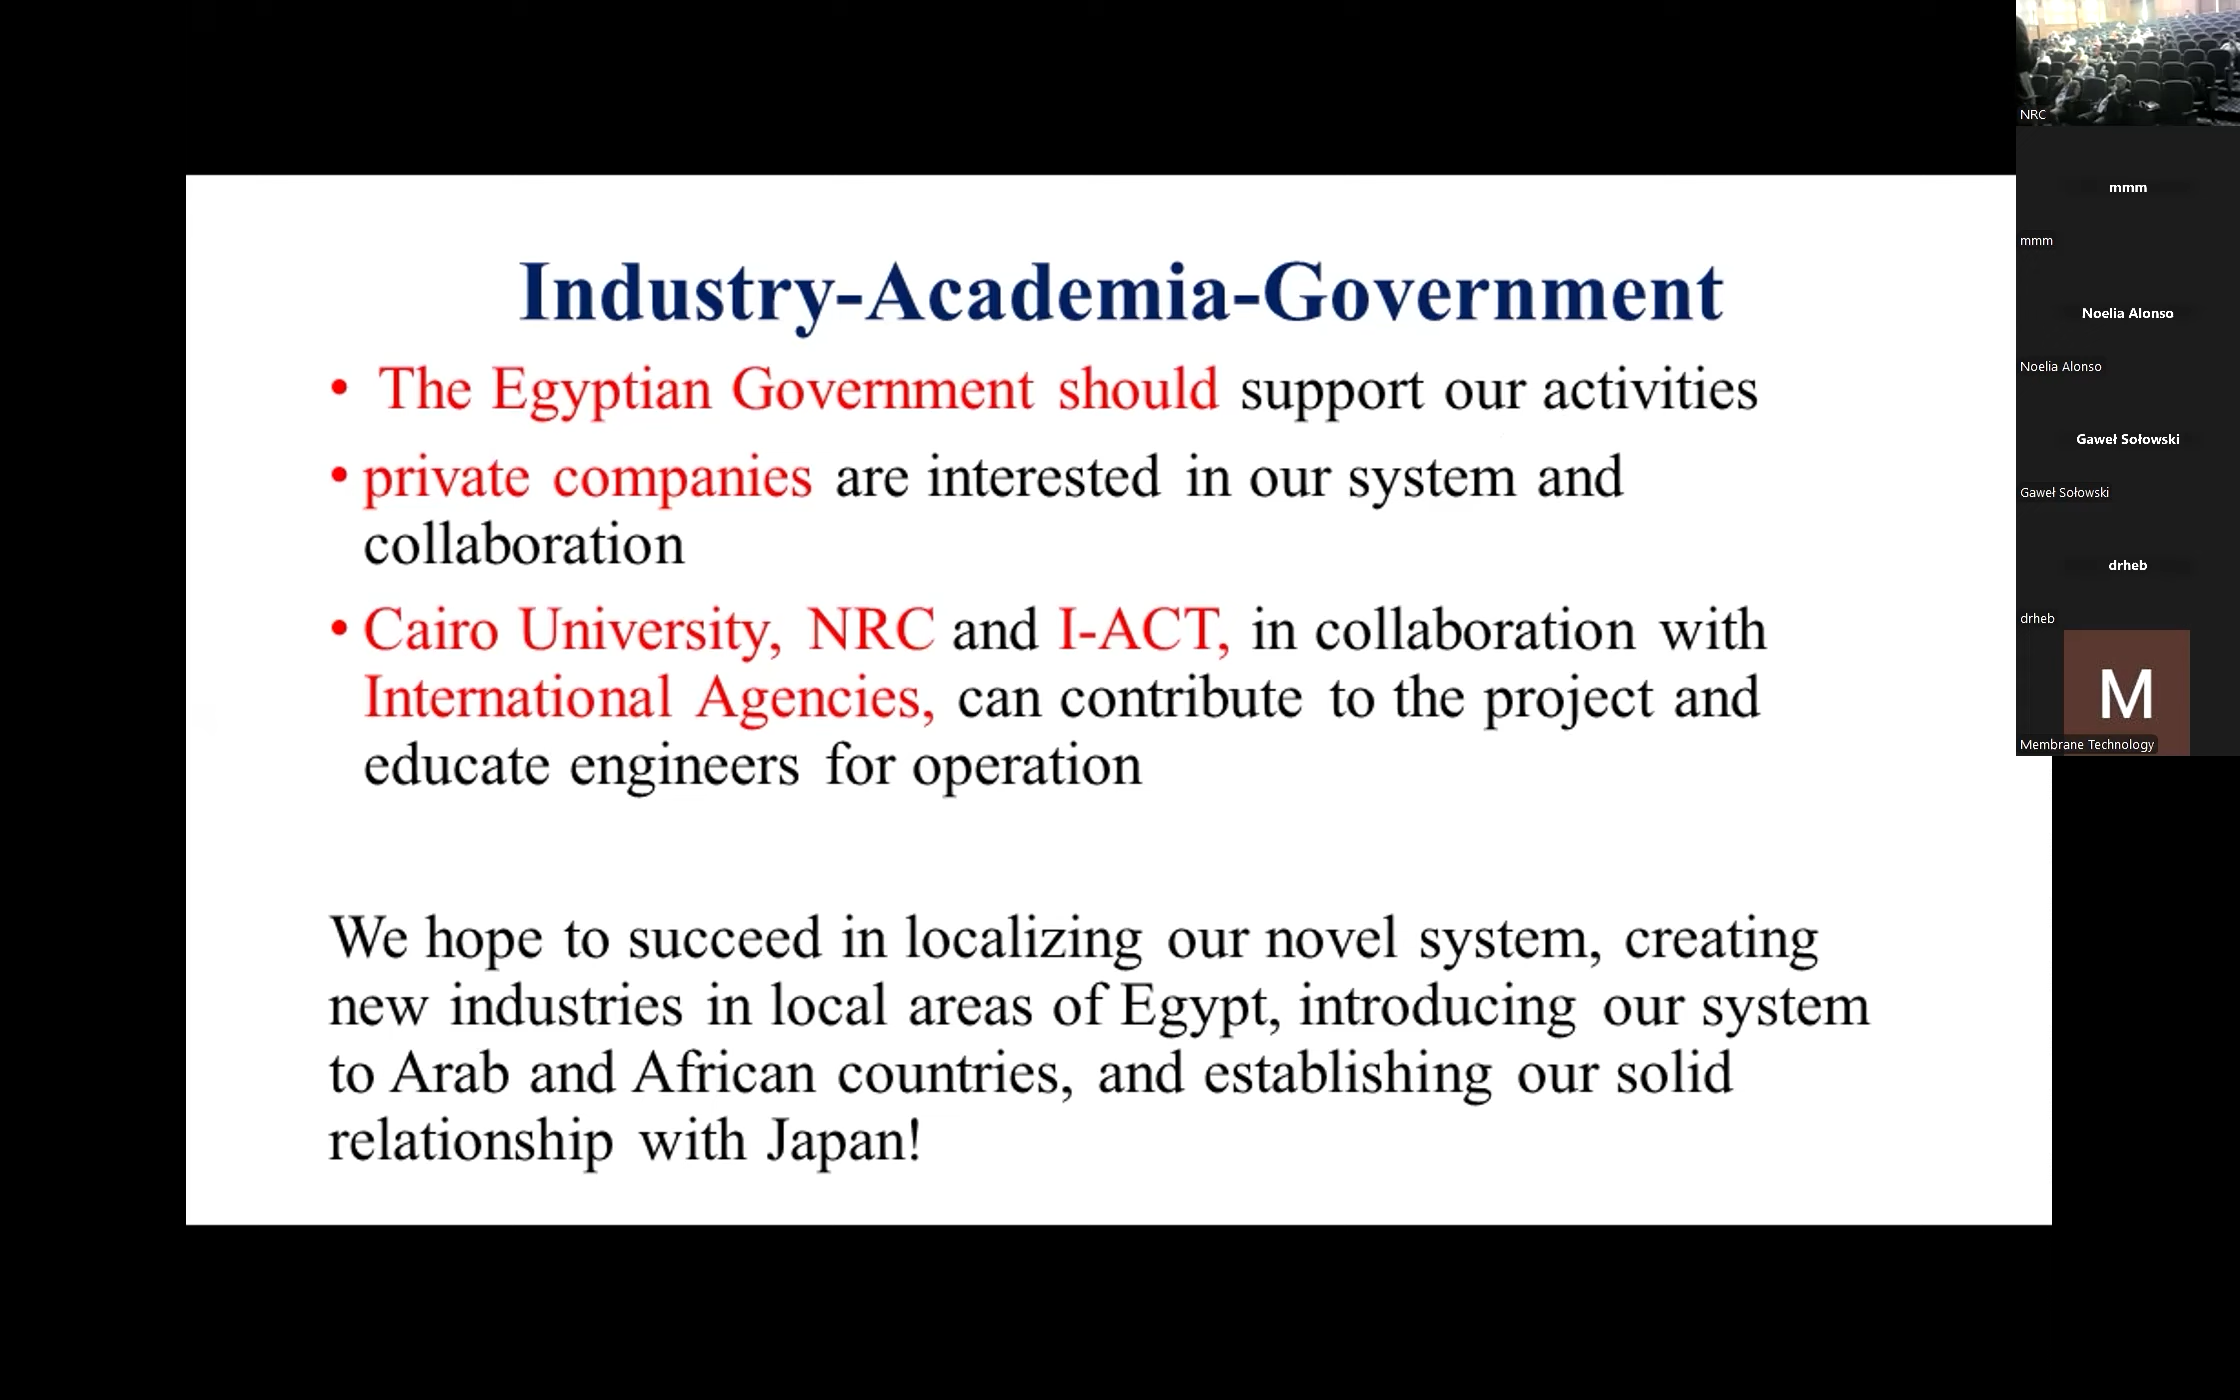 Industry-Academia-Government
• The Egyptian Government should support our activities
• private companies are interested in our system and
collaboration
• Cairo University, NRC and I-ACT, in collaboration with
International Agencies, can contribute to the project and
educate engineers for operation
We hope to succeed in localizing our novel system, creating
new industries in local areas of Egypt, introducing our system
to Arab and African countries, and establishing our solid
relationship with Japan!
NRC
mmm
mmm
Noelia Alonso
Noelia Alonso
Gaweł Sołowski
Gaweł Sołowski
drheb
drheb
M
Membrane Technology